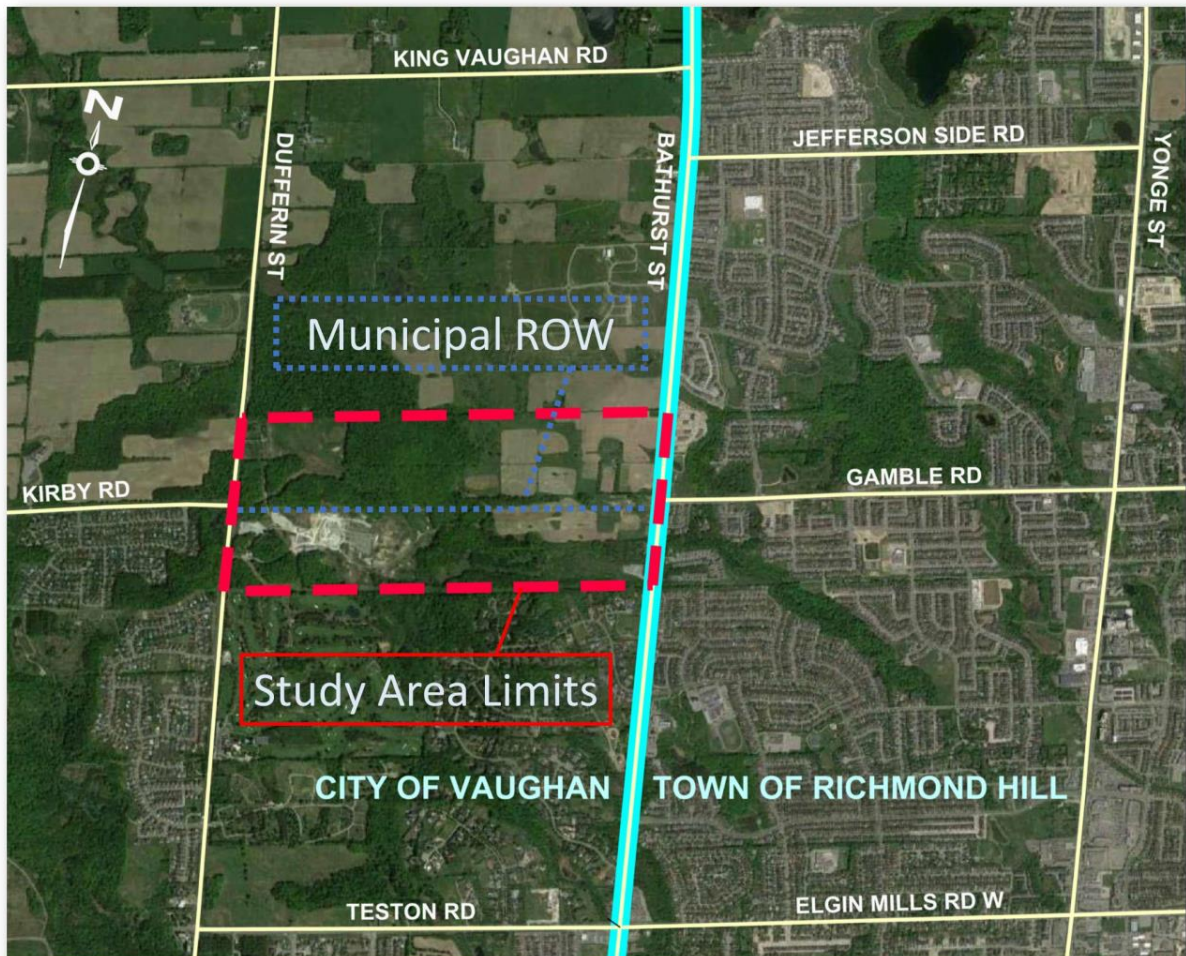 KING VAUGHAN RD
N
JEFFERSON SIDE RD
DUFFERIN ST
BATHURST ST
YONGE ST
Municipal ROW
KIRBY RD
GAMBLE RD
Study Area Limits
CITY OF VAUGHAN
TOWN OF RICHMOND HILL
TESTON RD
ELGIN MILLS RD W